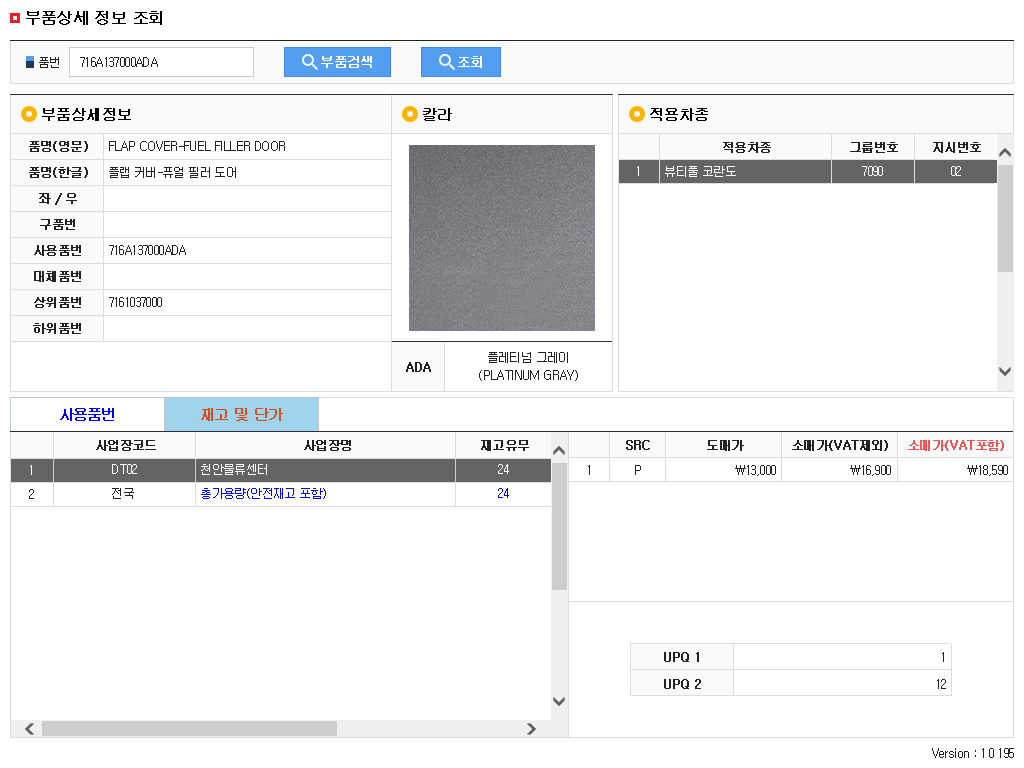 부품상세 정보 조회
품번 716A137000ADA 부품검색 조회
부품상세정보
품명(영문) FLAP COVER-FUEL FILLER DOOR
품명(한글) 플랩 커버-퓨얼 필러 도어
좌 / 우
구품번
사용품번 716A137000ADA
대체품번
상위품번 7161037000
하위품번
칼라
ADA
플레티넘 그레이
(PLATINUM GRAY)
적용차종
적용차종 그룹번호 지시번호
1 뷰티풀 코란도 7090 02
사용품번 재고 및 단가
사업장코드 사업장명 재고유무
1 DT02 천안물류센터 24
2 전국 총가용량(안전재고 포함) 24
SRC 도매가 소매가(VAT제외) 소매가(VAT포함)
1 P ₩13,000 ₩16,900 ₩18,590
UPQ 1 1
UPQ 2 12
Version : 1.0.195